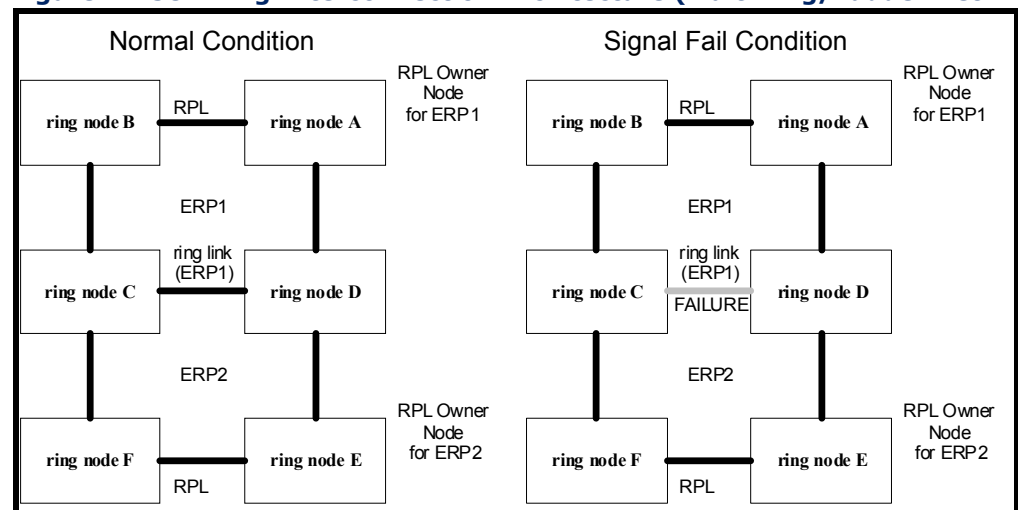 Normal Condition
Signal Fail Condition
RPL Owner
Node
for ERP1
ring node B
RPL
ring node A
ERP1
ring link
(ERP1)
ring node C
ring node D
ERP2
RPL Owner
Node
for ERP2
ring node F
RPL
ring node E
RPL Owner
Node
for ERP1
ring node B
RPL
ring node A
ERP1
ring link
(ERP1)
FAILURE
ring node C
ring node D
ERP2
RPL Owner
Node
for ERP2
ring node F
RPL
ring node E